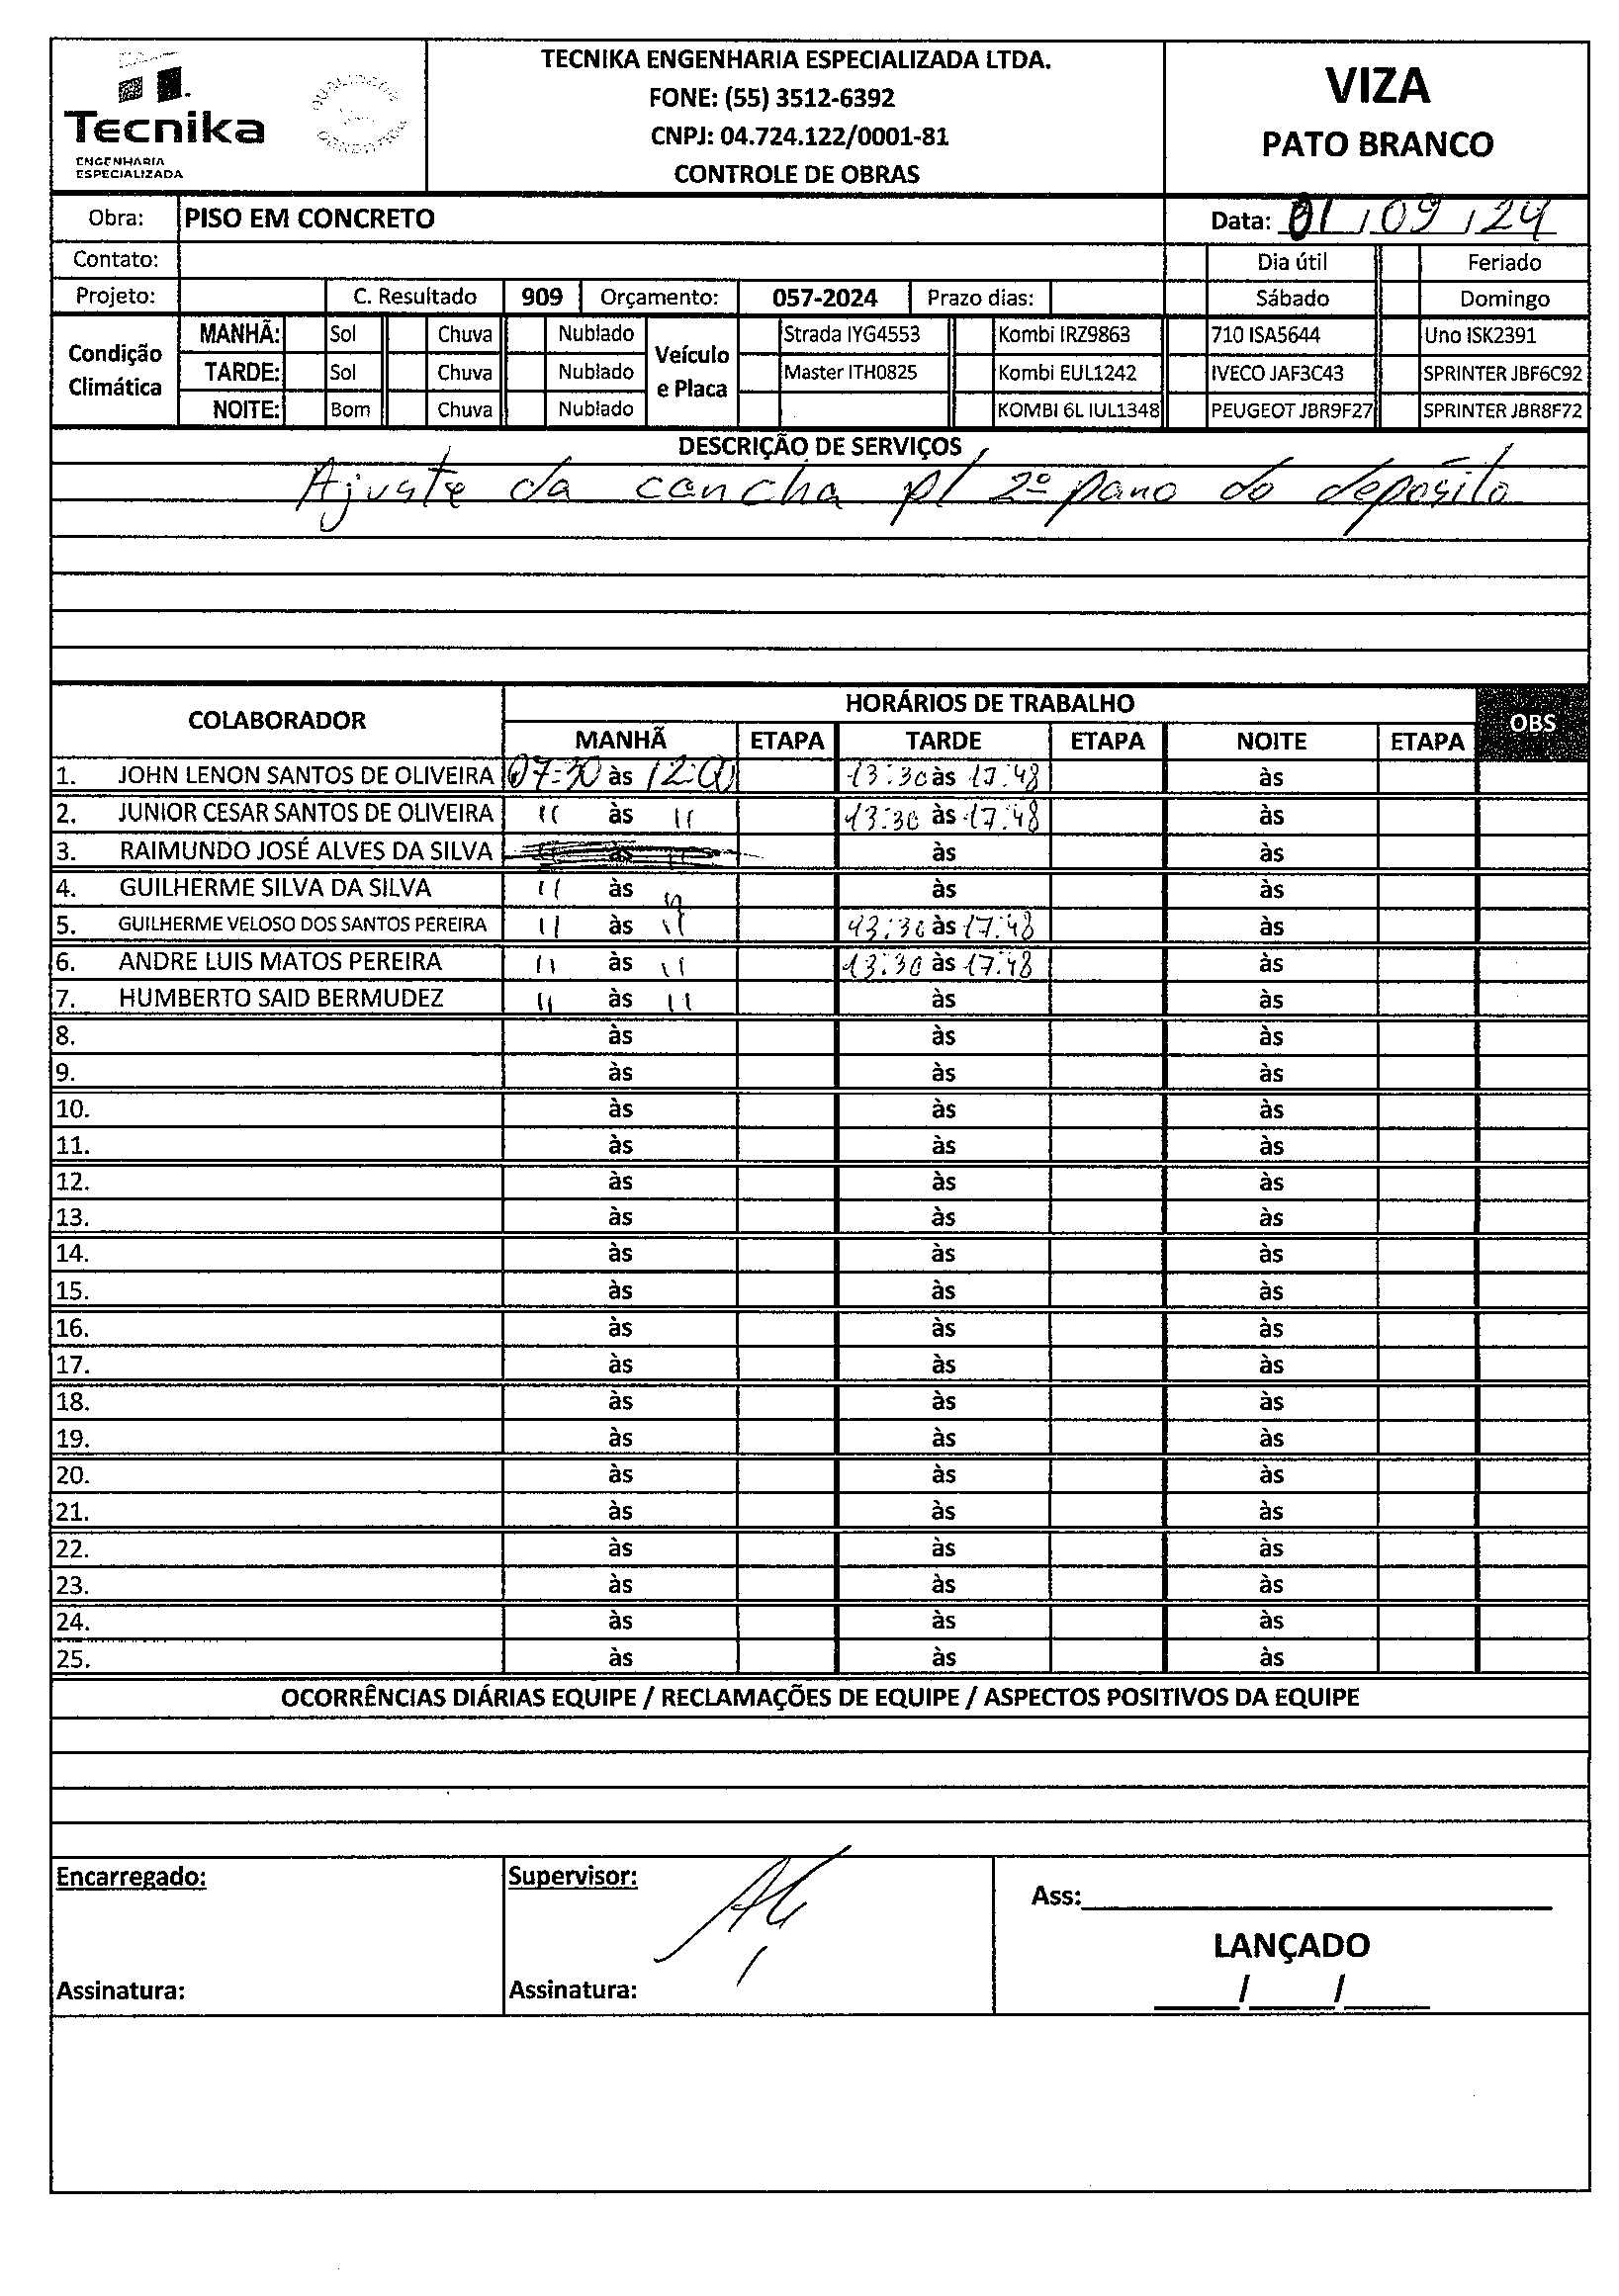 Tecnika
ENGENHARIA
ESPECIALIZADA
TECNIKA ENGENHARIA ESPECIALIZADA LTDA.
FONE: (55) 3512-6392
CNPJ: 04.724.122/0001-81
CONTROLE DE OBRAS
VIZA
PATO BRANCO
Obra: PISO EM CONCRETO Data: 01/09/24
Contato: Dia útil Feriado
Projeto: C. Resultado 909 Orçamento: 057-2024 Prazo dias: Sábado Domingo
Condição Climática
MANHÃ: Sol Chuva Nublado
TARDE: Sol Chuva Nublado
NOITE: Bom Chuva Nublado
Veículo e Placa
Strada IYG4553 Kombi IRZ9863 710 ISA5644 Uno ISK2391
Master ITH0825 Kombi EUL1242 IVECO JAF3C43 SPRINTER JBF6C92
KOMBI 6L IUL1348 PEUGEOT JBR9F27 SPRINTER JBR8F72
DESCRIÇÃO DE SERVIÇOS
Ajuste da cancha p/ 2º pano do depósito
COLABORADOR HORÁRIOS DE TRABALHO OBS
MANHÃ ETAPA TARDE ETAPA NOITE ETAPA
1. JOHN LENON SANTOS DE OLIVEIRA 07:30 às 12:00 13:30 às 17:48 às
2. JUNIOR CESAR SANTOS DE OLIVEIRA " às " 13:30 às 17:48 às
3. RAIMUNDO JOSÉ ALVES DA SILVA " às " às às
4. GUILHERME SILVA DA SILVA " às " às às
5. GUILHERME VELOSO DOS SANTOS PEREIRA " às " 13:30 às 17:48 às
6. ANDRE LUIS MATOS PEREIRA " às " 13:30 às 17:48 às
7. HUMBERTO SAID BERMUDEZ " às " às às
8. às às às
9. às às às
10. às às às
11. às às às
12. às às às
13. às às às
14. às às às
15. às às às
16. às às às
17. às às às
18. às às às
19. às às às
20. às às às
21. às às às
22. às às às
23. às às às
24. às às às
25. às às às
OCORRÊNCIAS DIÁRIAS EQUIPE / RECLAMAÇÕES DE EQUIPE / ASPECTOS POSITIVOS DA EQUIPE
Encarregado: Supervisor: Ass:
LANÇADO
Assinatura: Assinatura: / /